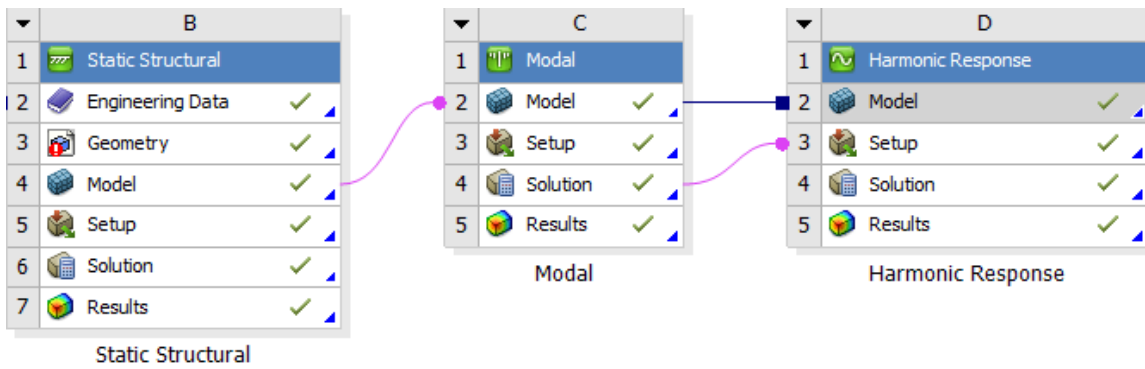 B
1 Static Structural
2 Engineering Data
3 Geometry
4 Model
5 Setup
6 Solution
7 Results
Static Structural
C
1 Modal
2 Model
3 Setup
4 Solution
5 Results
Modal
D
1 Harmonic Response
2 Model
3 Setup
4 Solution
5 Results
Harmonic Response